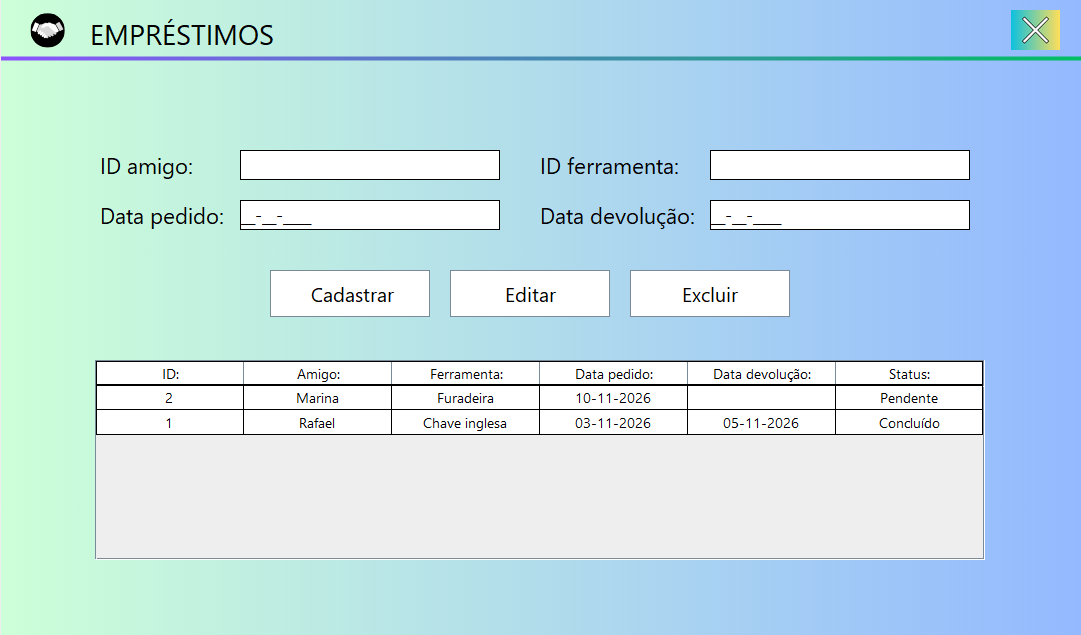 EMPRÉSTIMOS
ID amigo: ID ferramenta:
Data pedido: __-__-____ Data devolução: __-__-____
Cadastrar Editar Excluir
ID: Amigo: Ferramenta: Data pedido: Data devolução: Status:
2 Marina Furadeira 10-11-2026 Pendente
1 Rafael Chave inglesa 03-11-2026 05-11-2026 Concluído